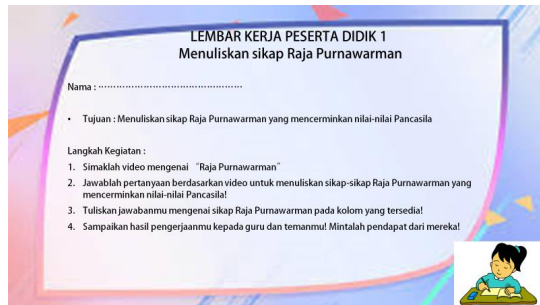 LEMBAR KERJA PESERTA DIDIK 1
Menuliskan sikap Raja Purnawarman
Nama : ................................................
• Tujuan : Menuliskan sikap Raja Purnawarman yang mencerminkan nilai-nilai Pancasila
Langkah Kegiatan :
1. Simaklah video mengenai “Raja Purnawarman”
2. Jawablah pertanyaan berdasarkan video untuk menuliskan sikap-sikap Raja Purnawarman yang
mencerminkan nilai-nilai Pancasila!
3. Tuliskan jawabanmu mengenai sikap Raja Purnawarman pada kolom yang tersedia!
4. Sampaikan hasil pengerjaanmu kepada guru dan temanmu! Mintalah pendapat dari mereka!